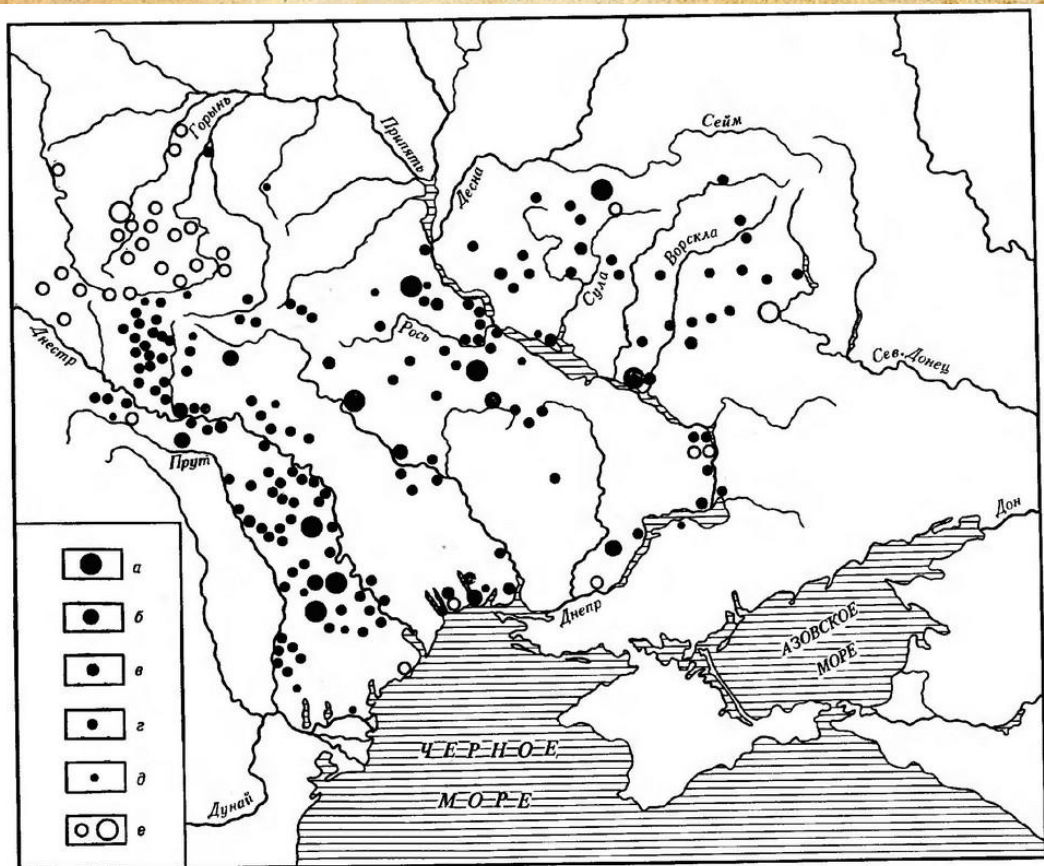 Горынь
Припять
Десна
Сейм
Ворскла
Сула
Рось
Днестр
Сев. Донец
Прут
Дон
Днепр
АЗОВСКОЕ
МОРЕ
ЧЕРНОЕ
МОРЕ
Дунай
а
б
в
г
д
е